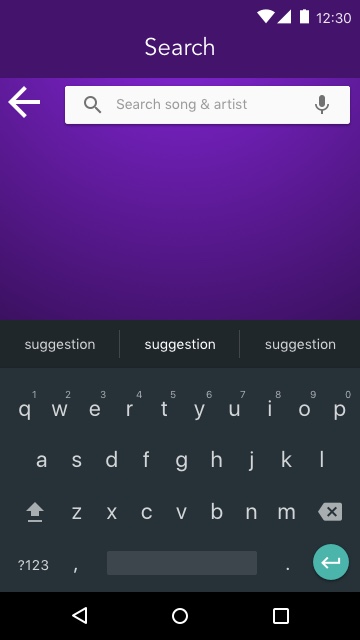 12:30
Search
Search song & artist
suggestion suggestion suggestion
1 2 3 4 5 6 7 8 9 0
q w e r t y u i o p
a s d f g h j k l
z x c v b n m
?123 , .